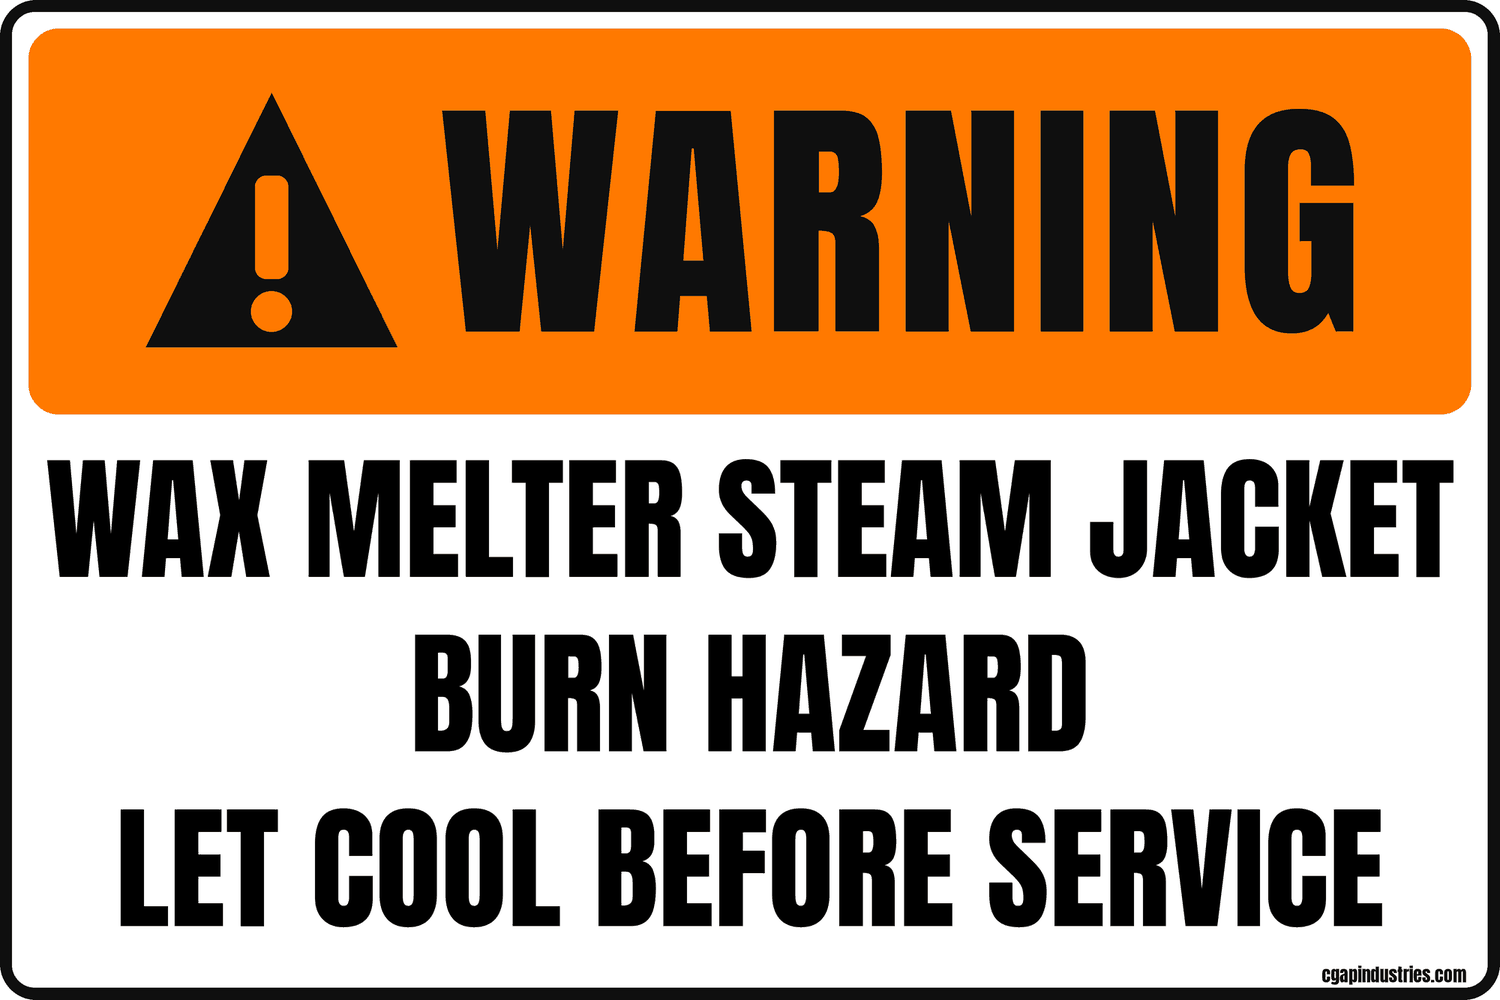 WARNING
WAX MELTER STEAM JACKET
BURN HAZARD
LET COOL BEFORE SERVICE
cgapindustries.com